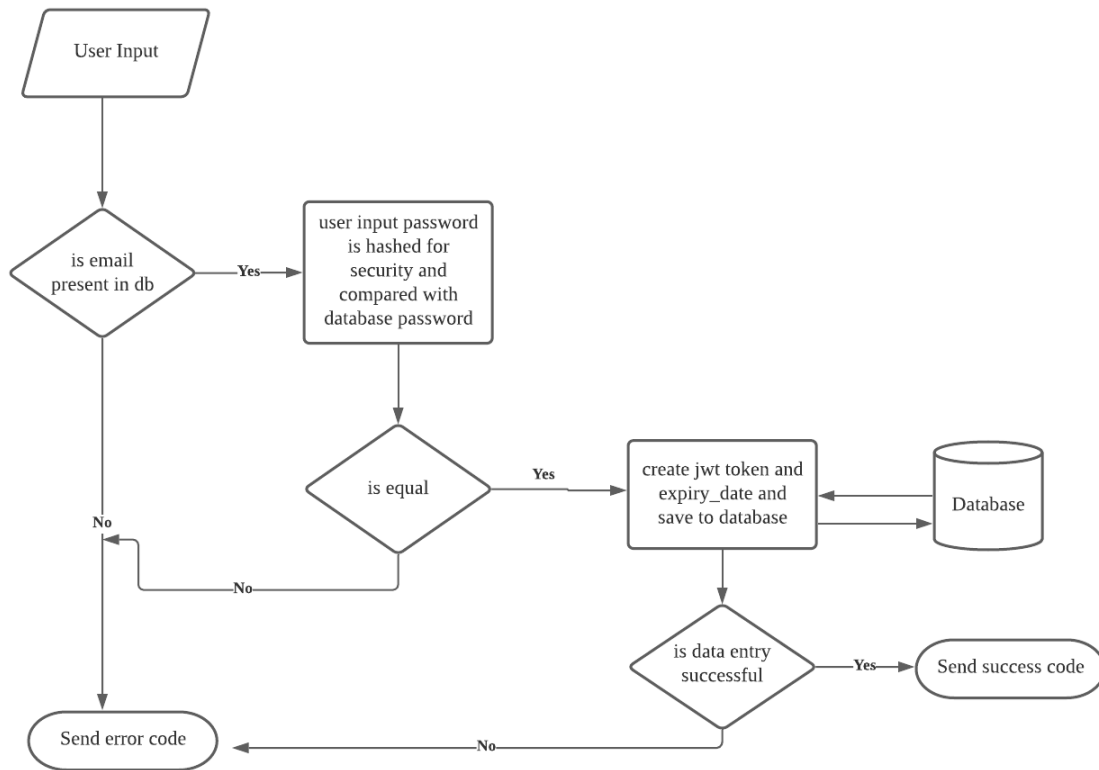 User Input
is email
present in db
Yes
user input password
is hashed for
security and
compared with
database password
is equal
Yes
create jwt token and
expiry_date and
save to database
Database
No
No
is data entry
successful
Yes
Send success code
Send error code
No